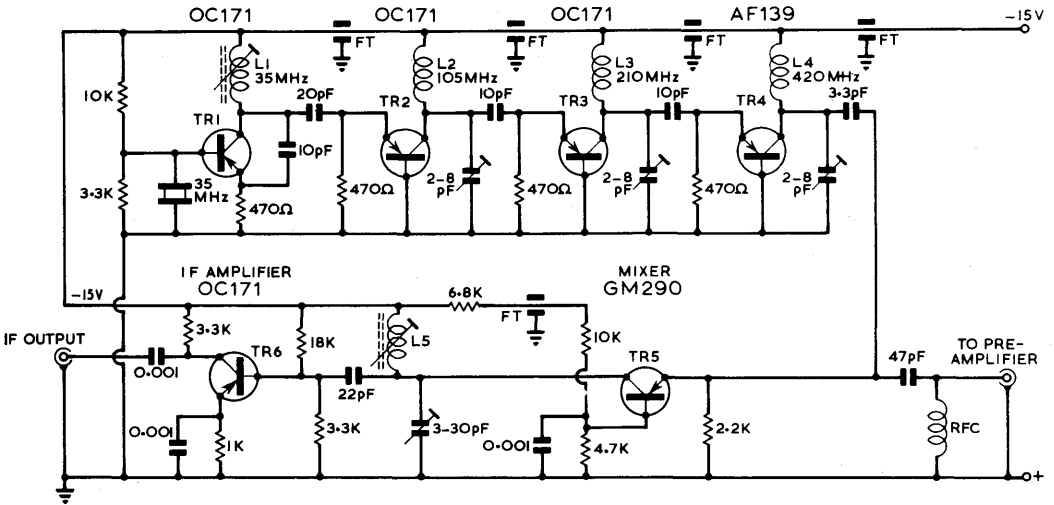 OC171
OC171
OC171
AF139
-15V
FT
FT
FT
FT
L1
35MHz
L2
105MHz
L3
210MHz
L4
420MHz
10K
TR1
20pF
TR2
10pF
TR3
10pF
TR4
3.3pF
10pF
3.3K
35
MHz
470Ω
470Ω
2-8
pF
470Ω
2-8
pF
470Ω
2-8
pF
IF AMPLIFIER
OC171
MIXER
GM290
-15V
6.8K
FT
IF OUTPUT
3.3K
18K
L5
10K
TO PRE-
AMPLIFIER
TR6
TR5
47pF
0.001
22pF
0.001
1K
3.3K
3-30pF
0.001
4.7K
2.2K
RFC
+